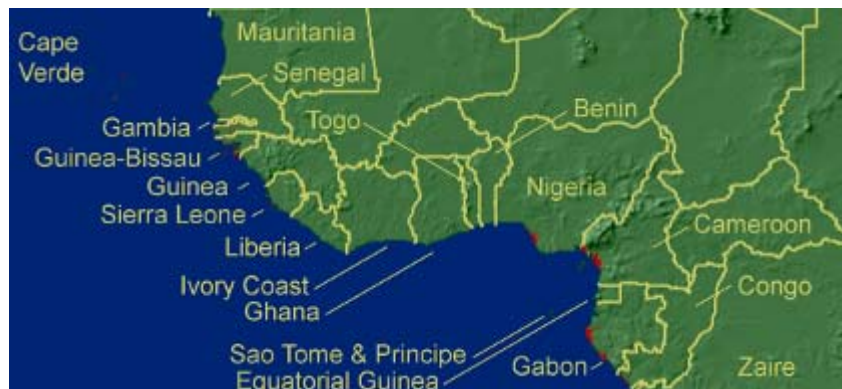 Cape
Verde
Mauritania
Senegal
Gambia
Togo
Benin
Guinea-Bissau
Guinea
Nigeria
Sierra Leone
Cameroon
Liberia
Ivory Coast
Congo
Ghana
Sao Tome & Principe
Gabon
Zaire
Equatorial Guinea